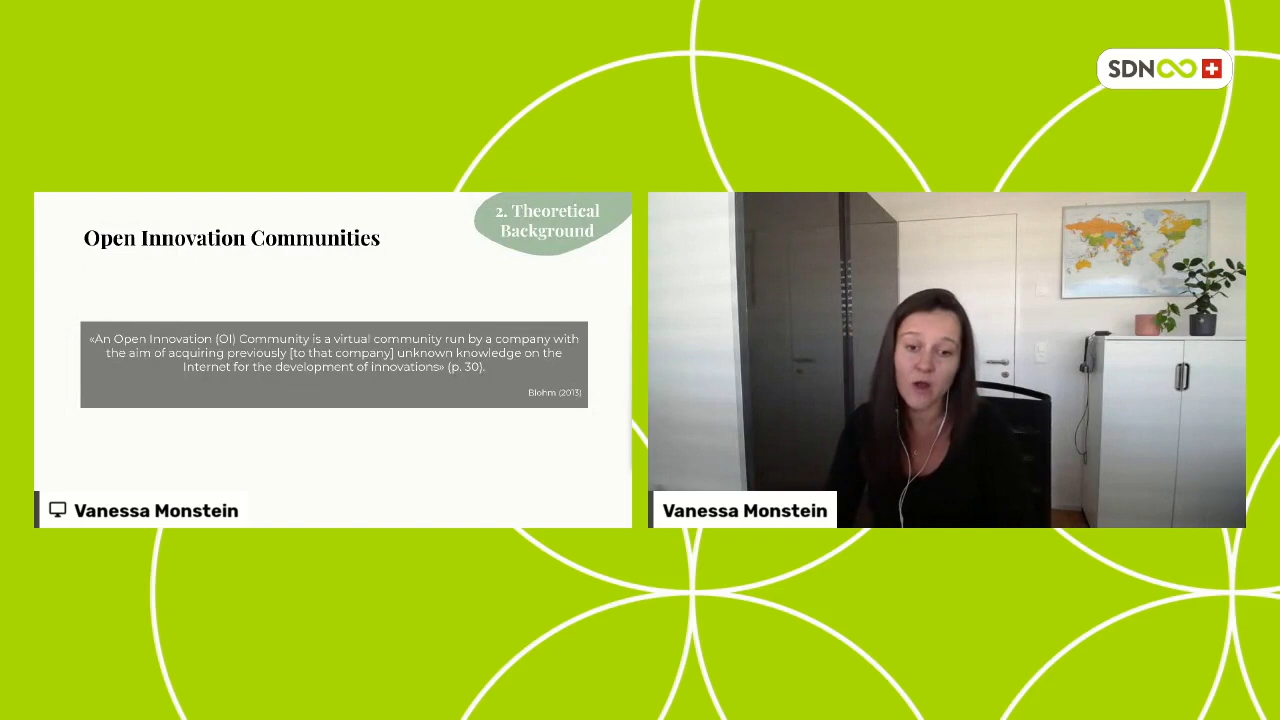 SDN
2. Theoretical
Background
Open Innovation Communities
«An Open Innovation (OI) Community is a virtual community run by a company with
the aim of acquiring previously [to that company] unknown knowledge on the
Internet for the development of innovations» (p. 30).
Blohm (2013)
Vanessa Monstein
Vanessa Monstein